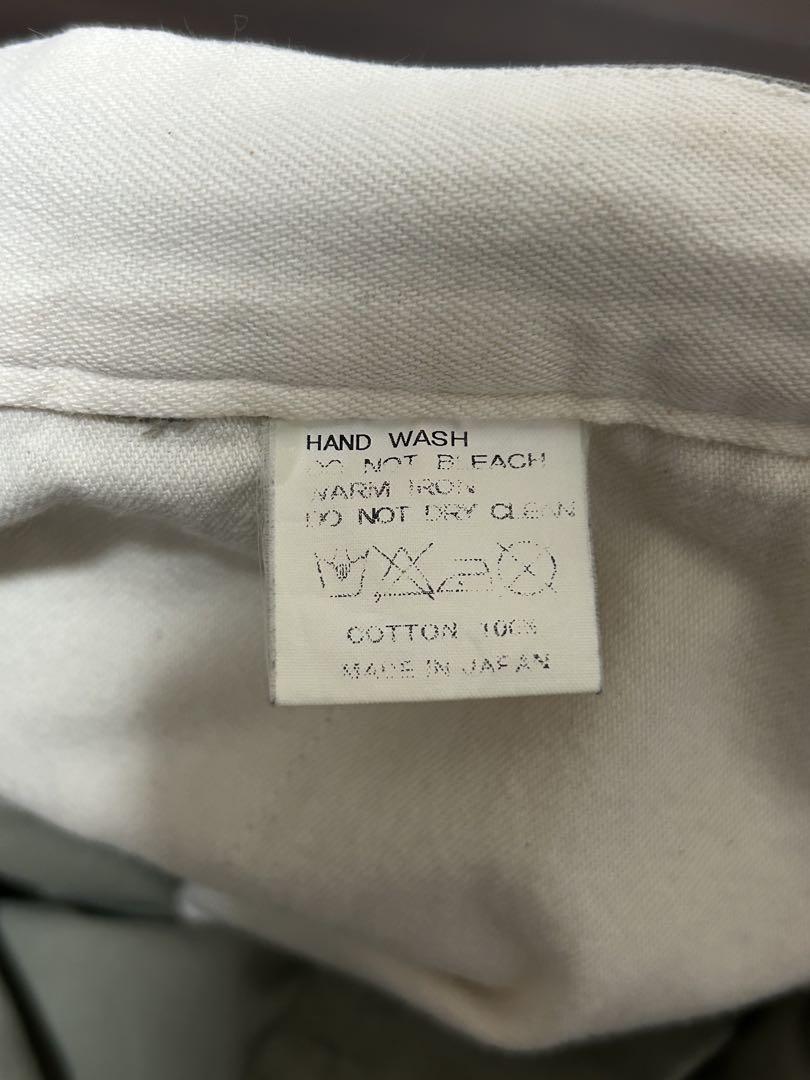 HAND WASH
DO NOT BLEACH
WARM IRON
DO NOT DRY CLEAN
COTTON 100%
MADE IN JAPAN